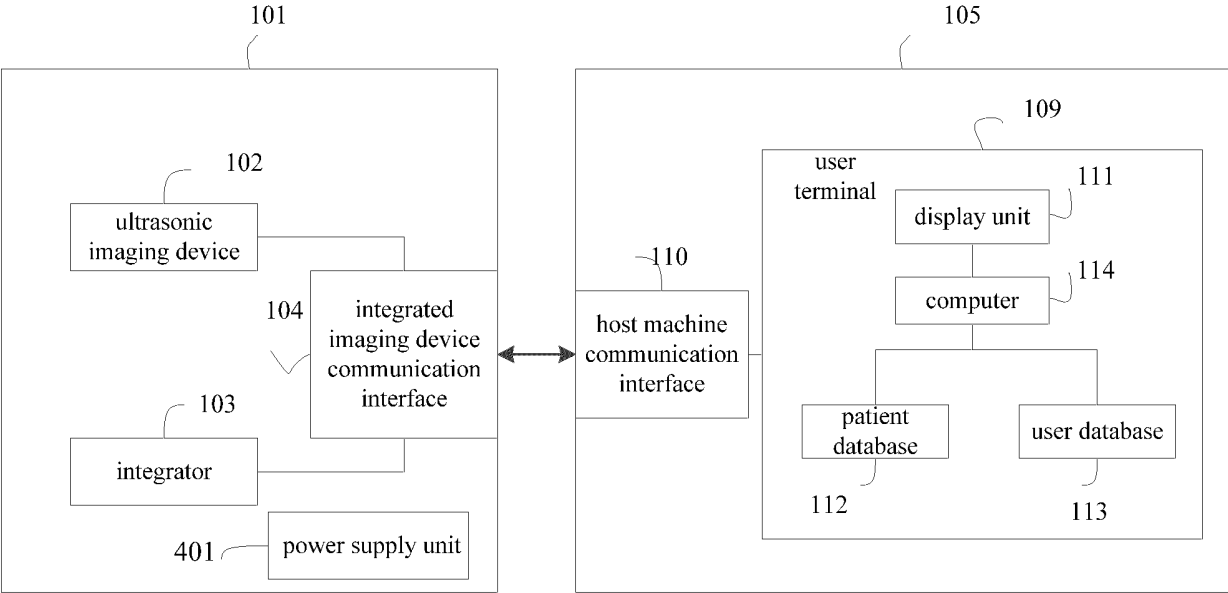 101
105
109
102
user
terminal
111
display unit
ultrasonic
imaging device
110
114
104
integrated
imaging device
communication
interface
computer
host machine
communication
interface
103
patient
database
user database
integrator
112
113
401
power supply unit